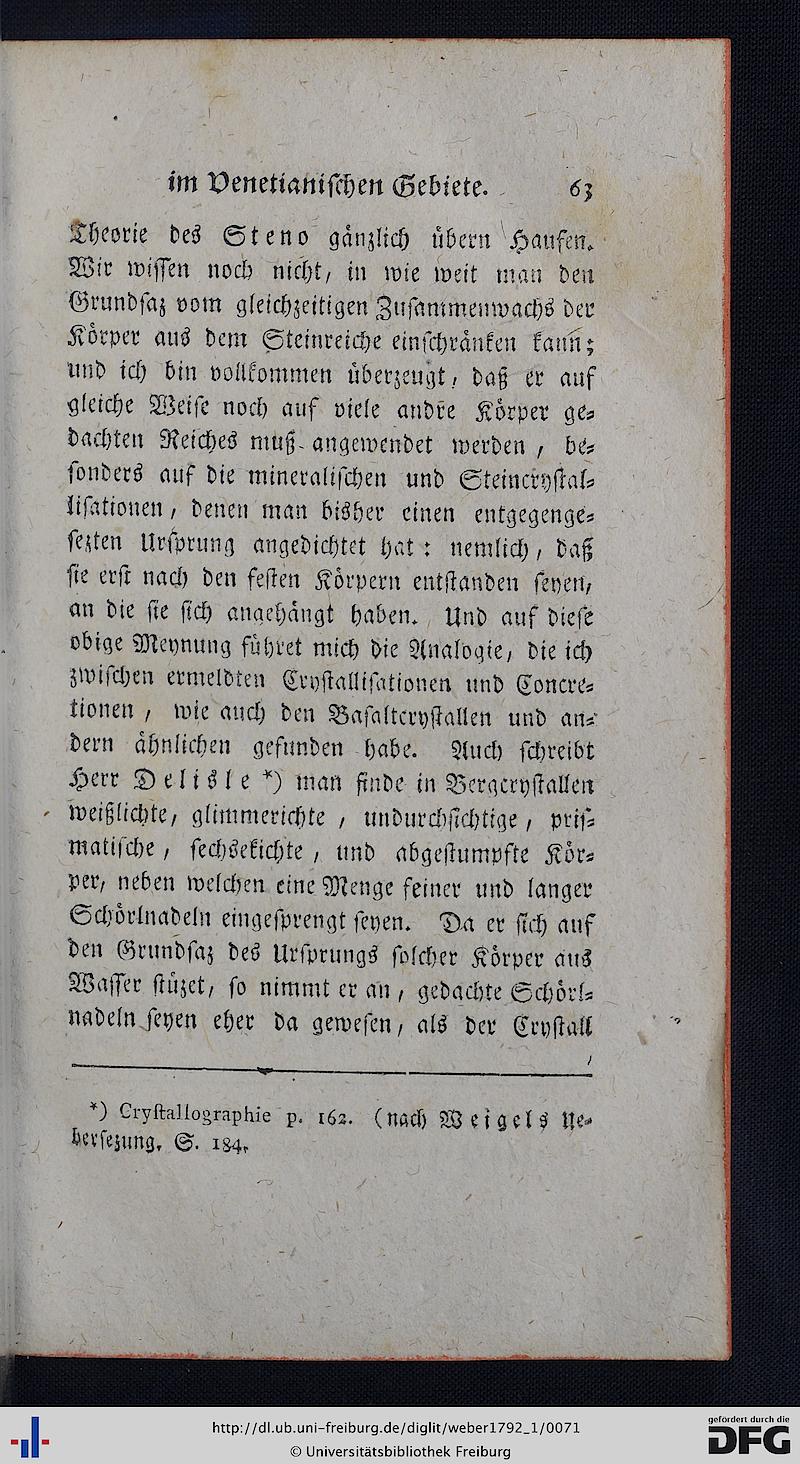 im Venetianiſchen Gebiete. 63
Theorie des Steno gänzlich übern Haufen.
Wir wiſſen noch nicht, in wie weit man den
Grundſaz vom gleichzeitigen Zuſammenwachs der
Körper aus dem Steinreiche einſchränken kann;
und ich bin vollkommen überzeugt, daß er auf
gleiche Weiſe noch auf viele andre Körper ge⸗
dachten Reiches muß angewendet werden, be⸗
ſonders auf die mineraliſchen und Steincryſtal⸗
liſationen, denen man bisher einen entgegenge⸗
ſezten Urſprung angedichtet hat: nemlich, daß
ſie erſt nach den feſten Körpern entſtanden ſeyen,
an die ſie ſich angehängt haben. Und auf dieſe
obige Meynung führet mich die Analogie, die ich
zwiſchen ermeldten Cryſtalliſationen und Concre⸗
tionen, wie auch den Baſaltcryſtallen und an⸗
dern ähnlichen gefunden habe. Auch ſchreibt
Herr Delisle *) man finde in Bergcryſtallen
weißlichte, glimmerichte, undurchſichtige, priſ⸗
matiſche, ſechsekichte, und abgeſtumpfte Kör⸗
per, neben welchen eine Menge feiner und langer
Schörlnadeln eingeſprengt ſeyen. Da er ſich auf
den Grundſaz des Urſprungs ſolcher Körper aus
Waſſer ſtüzet, ſo nimmt er an, gedachte Schörl⸗
nadeln ſeyen eher da geweſen, als der Cryſtall
*) Cryſtallographie p. 162. (nach Weigels Ue⸗
berſezung, S. 184.
http://dl.ub.uni-freiburg.de/diglit/weber1792_1/0071
© Universitätsbibliothek Freiburg
gefördert durch die
DFG